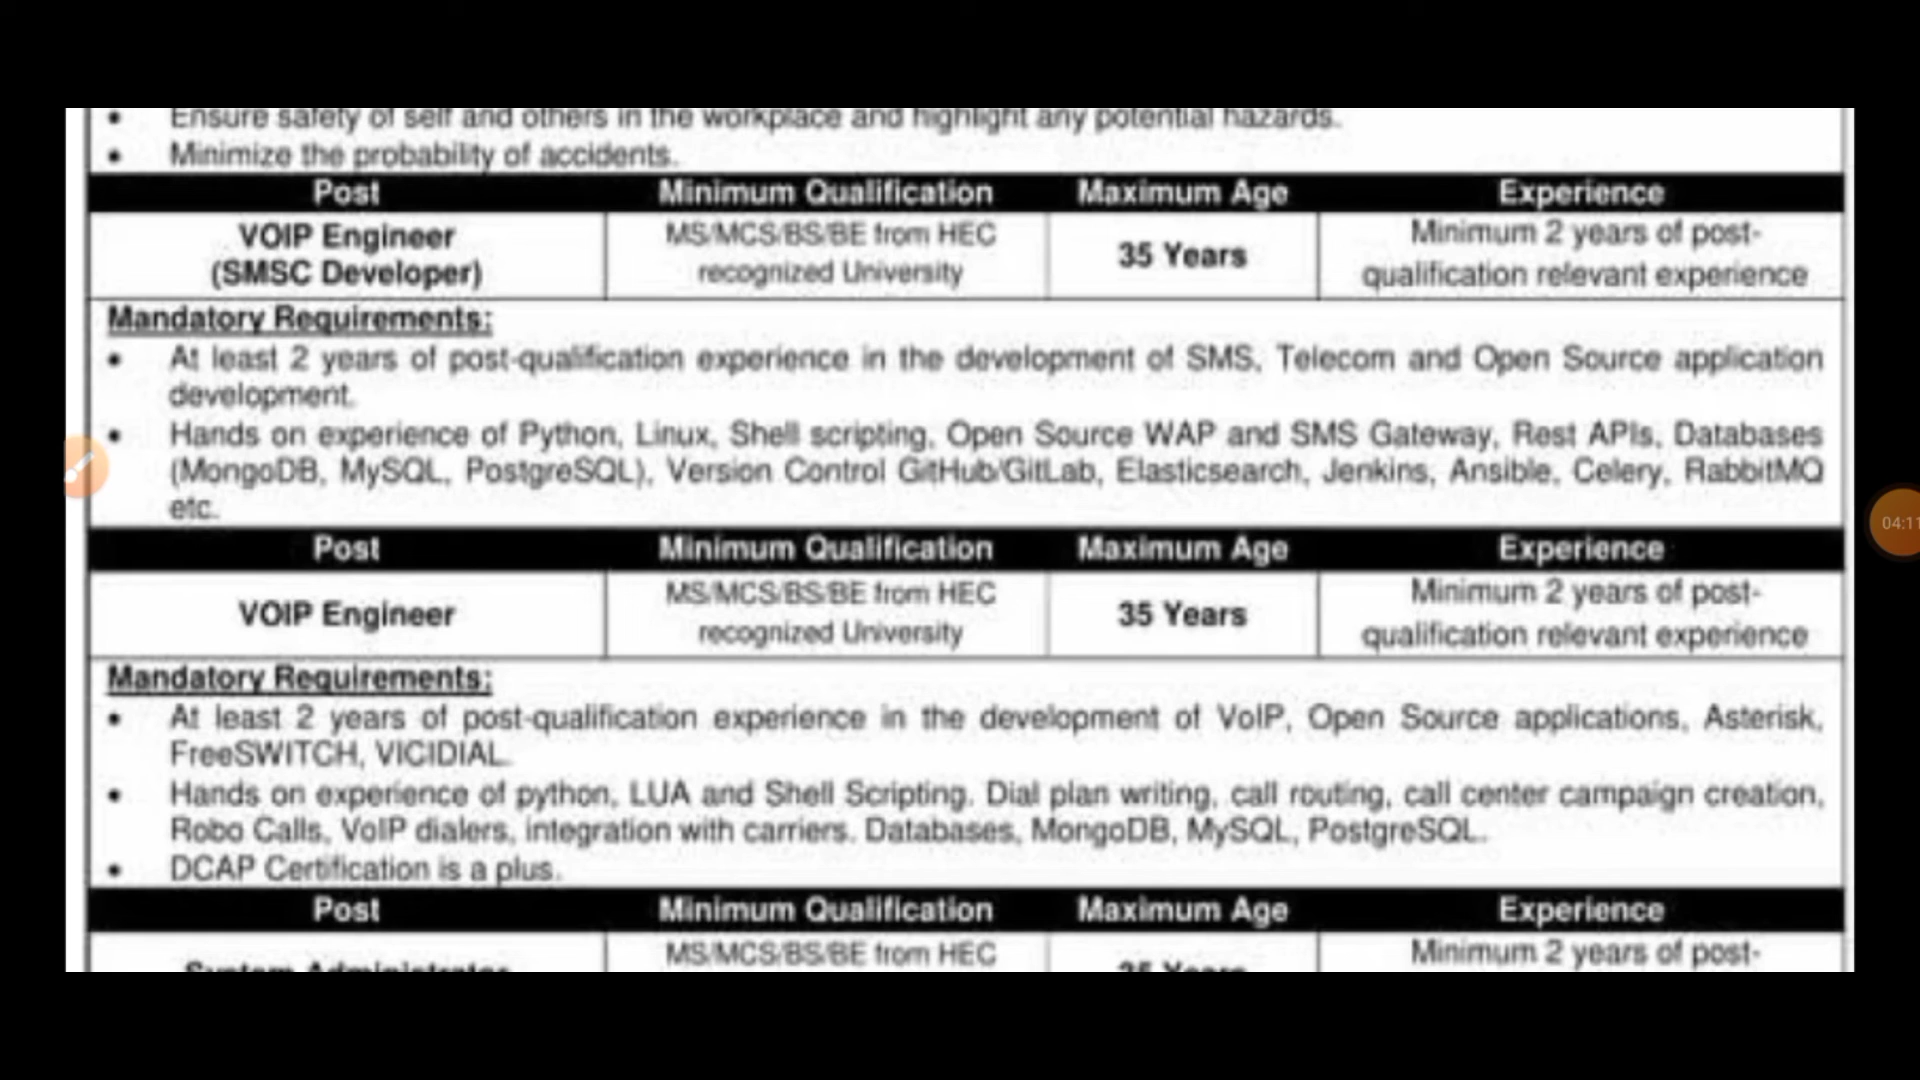 Ensure safety of self and others in the workplace and highlight any potential hazards.
Minimize the probability of accidents.
Post Minimum Qualification Maximum Age Experience
VOIP Engineer (SMSC Developer) MS/MCS/BS/BE from HEC recognized University 35 Years Minimum 2 years of post-qualification relevant experience
Mandatory Requirements:
• At least 2 years of post-qualification experience in the development of SMS, Telecom and Open Source application
development.
• Hands on experience of Python, Linux, Shell scripting, Open Source WAP and SMS Gateway, Rest APIs, Databases
(MongoDB, MySQL, PostgreSQL), Version Control GitHub/GitLab, Elasticsearch, Jenkins, Ansible, Celery, RabbitMQ
etc.
Post Minimum Qualification Maximum Age Experience
VOIP Engineer MS/MCS/BS/BE from HEC recognized University 35 Years Minimum 2 years of post-qualification relevant experience
Mandatory Requirements:
• At least 2 years of post-qualification experience in the development of VoIP, Open Source applications, Asterisk,
FreeSWITCH, VICIDIAL.
• Hands on experience of python, LUA and Shell Scripting. Dial plan writing, call routing, call center campaign creation,
Robo Calls, VoIP dialers, integration with carriers. Databases, MongoDB, MySQL, PostgreSQL.
• DCAP Certification is a plus.
Post Minimum Qualification Maximum Age Experience
System Administrator MS/MCS/BS/BE from HEC 35 Years Minimum 2 years of post-
04:11